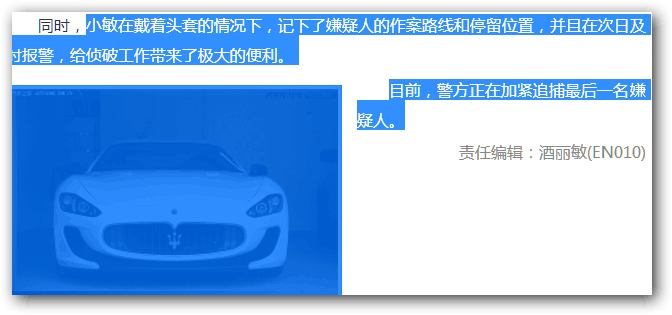 同时，小敏在戴着头套的情况下，记下了嫌疑人的作案路线和停留位置，并且在次日及
时报警，给侦破工作带来了极大的便利。
目前，警方正在加紧追捕最后一名嫌
疑人。
责任编辑：酒丽敏(EN010)